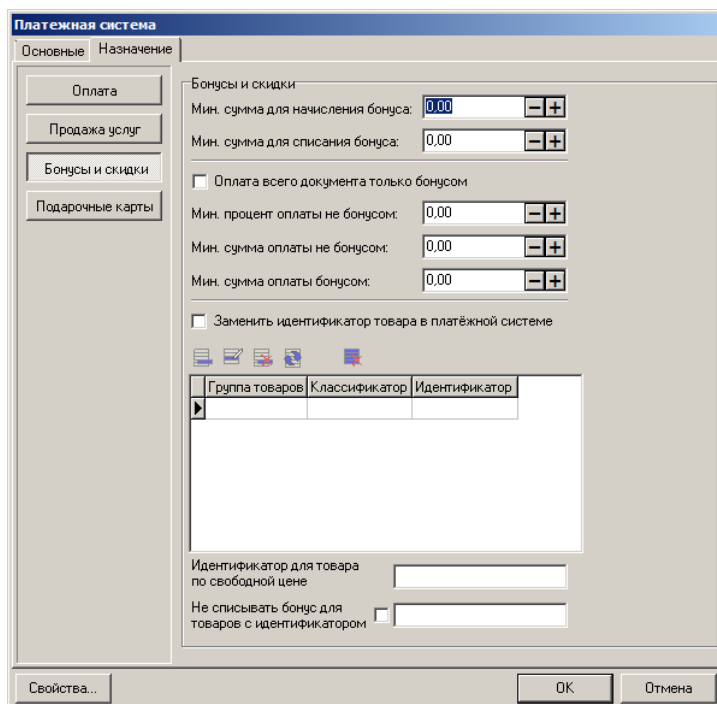 Платежная система
Основные Назначение
Оплата
Продажа услуг
Бонусы и скидки
Подарочные карты
Бонусы и скидки
Мин. сумма для начисления бонуса: 0,00
Мин. сумма для списания бонуса: 0,00
Оплата всего документа только бонусом
Мин. процент оплаты не бонусом: 0,00
Мин. сумма оплаты не бонусом: 0,00
Мин. сумма оплаты бонусом: 0,00
Заменить идентификатор товара в платёжной системе
Группа товаров Классификатор Идентификатор
Идентификатор для товара
по свободной цене
Не списывать бонус для
товаров с идентификатором
Свойства... OK Отмена